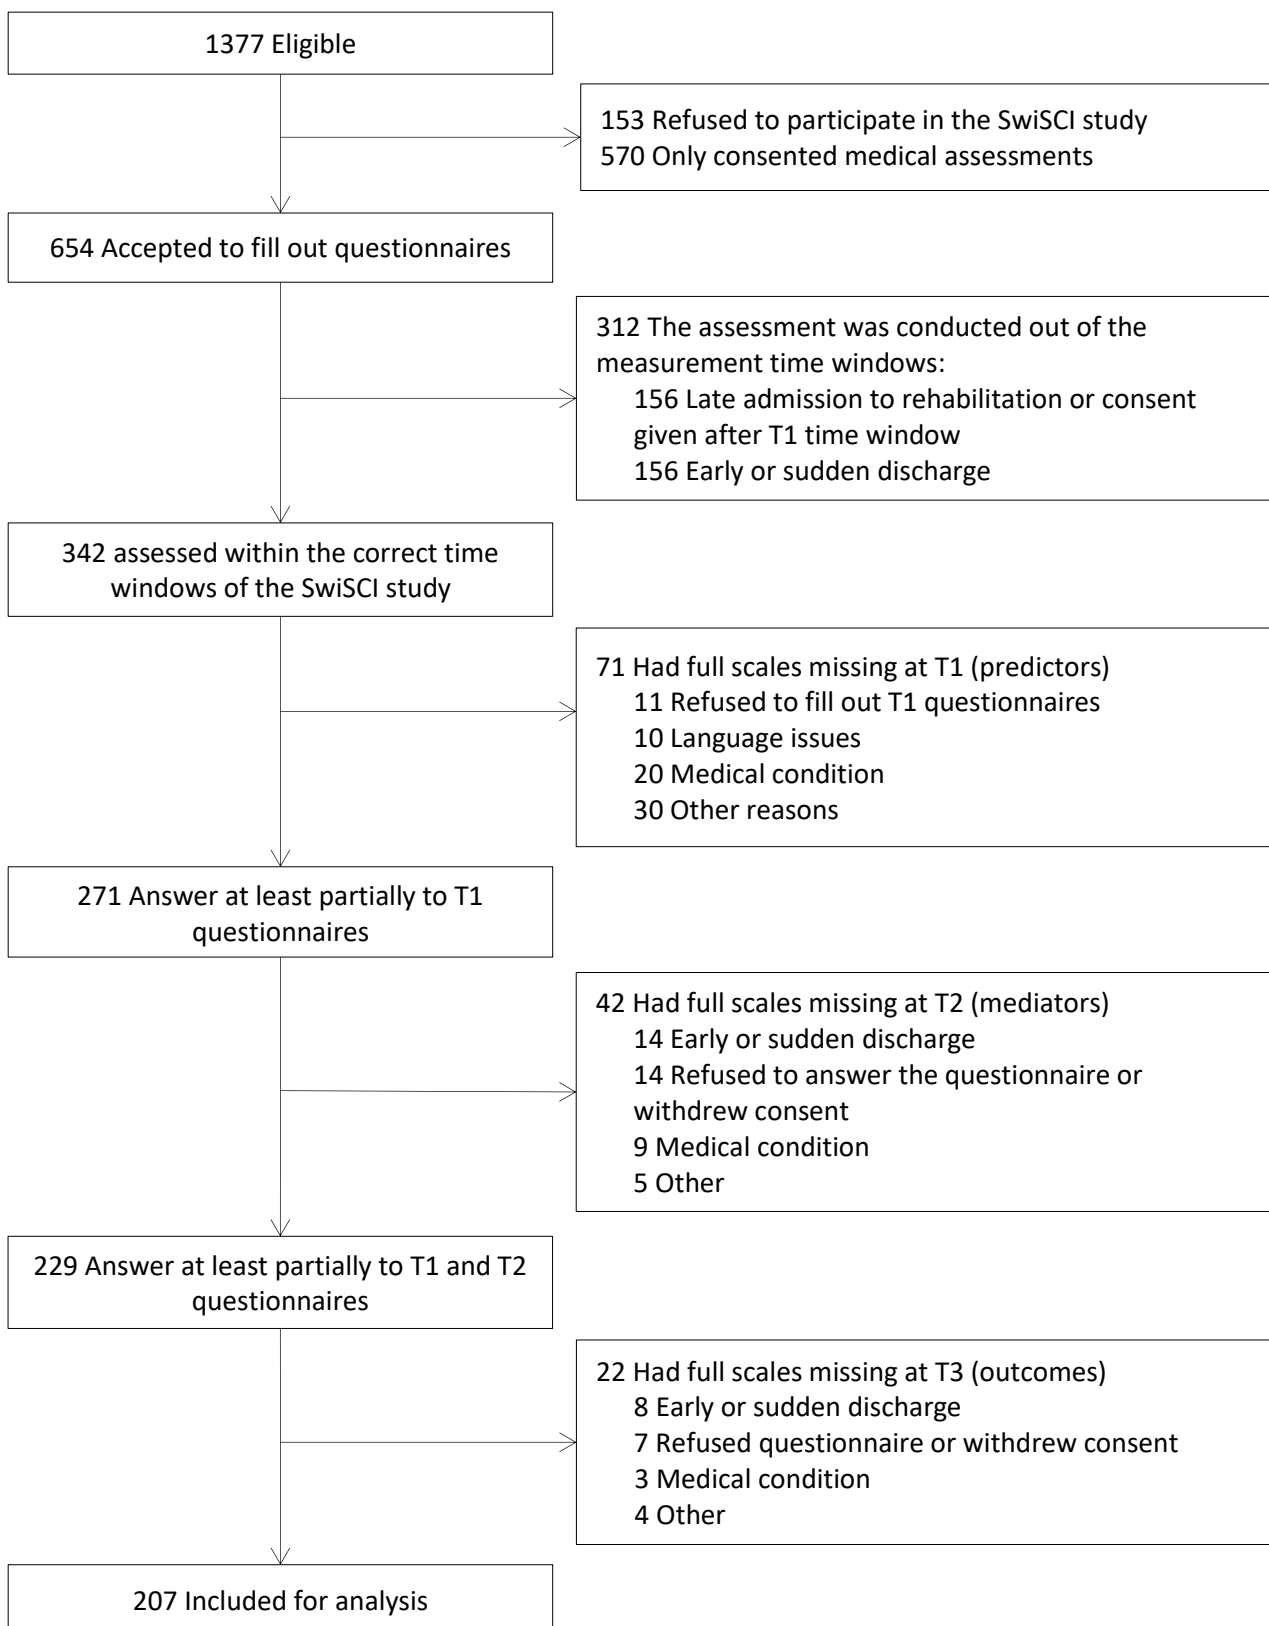 1377 Eligible
153 Refused to participate in the SwiSCI study
570 Only consented medical assessments
654 Accepted to fill out questionnaires
312 The assessment was conducted out of the
measurement time windows:
156 Late admission to rehabilitation or consent
given after T1 time window
156 Early or sudden discharge
342 assessed within the correct time
windows of the SwiSCI study
71 Had full scales missing at T1 (predictors)
11 Refused to fill out T1 questionnaires
10 Language issues
20 Medical condition
30 Other reasons
271 Answer at least partially to T1
questionnaires
42 Had full scales missing at T2 (mediators)
14 Early or sudden discharge
14 Refused to answer the questionnaire or
withdrew consent
9 Medical condition
5 Other
229 Answer at least partially to T1 and T2
questionnaires
22 Had full scales missing at T3 (outcomes)
8 Early or sudden discharge
7 Refused questionnaire or withdrew consent
3 Medical condition
4 Other
207 Included for analysis